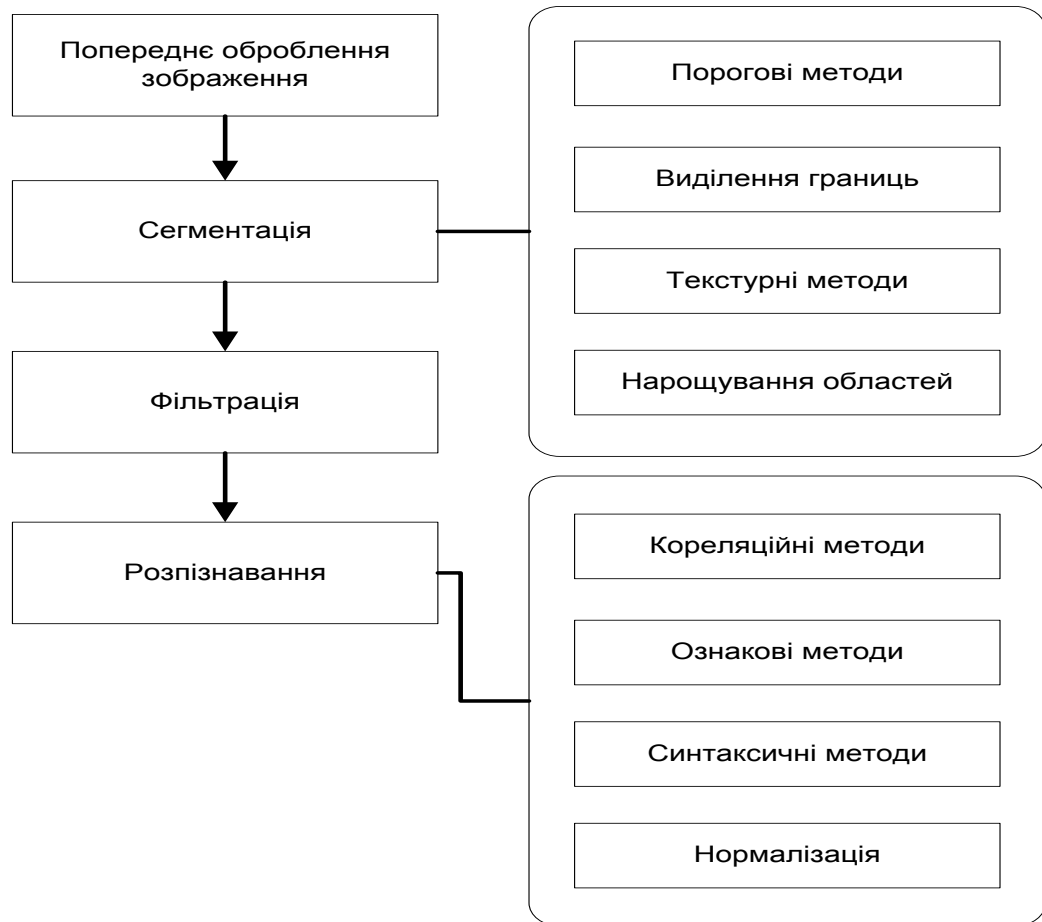 Попереднє оброблення
зображення
Сегментація
Фільтрація
Розпізнавання
Порогові методи
Виділення границь
Текстурні методи
Нарощування областей
Кореляційні методи
Ознакові методи
Синтаксичні методи
Нормалізація